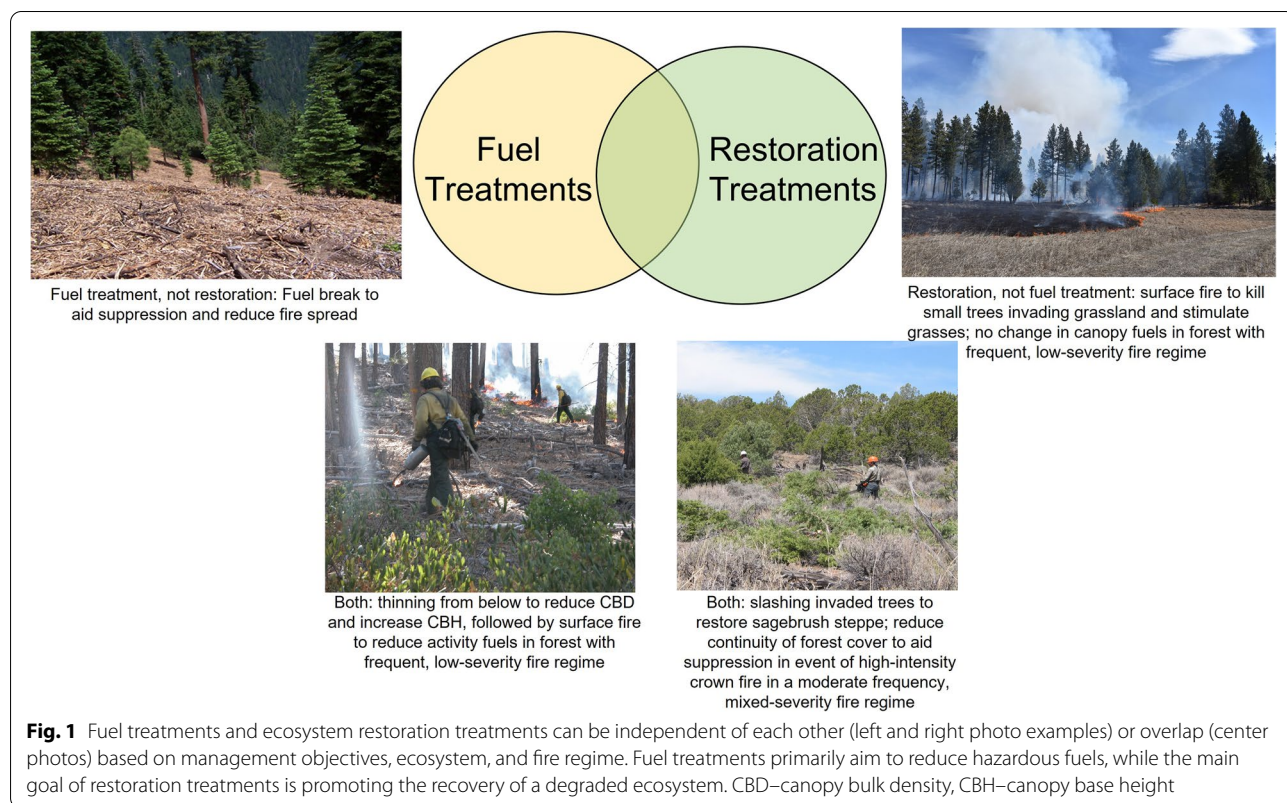 Fuel
Treatments
Restoration
Treatments
Fuel treatment, not restoration: Fuel break to
aid suppression and reduce fire spread
Restoration, not fuel treatment: surface fire to kill
small trees invading grassland and stimulate
grasses; no change in canopy fuels in forest with
frequent, low-severity fire regime
Both: thinning from below to reduce CBD
and increase CBH, followed by surface fire
to reduce activity fuels in forest with
frequent, low-severity fire regime
Both: slashing invaded trees to
restore sagebrush steppe; reduce
continuity of forest cover to aid
suppression in event of high-intensity
crown fire in a moderate frequency,
mixed-severity fire regime
Fig. 1 Fuel treatments and ecosystem restoration treatments can be independent of each other (left and right photo examples) or overlap (center
photos) based on management objectives, ecosystem, and fire regime. Fuel treatments primarily aim to reduce hazardous fuels, while the main
goal of restoration treatments is promoting the recovery of a degraded ecosystem. CBD–canopy bulk density, CBH–canopy base height